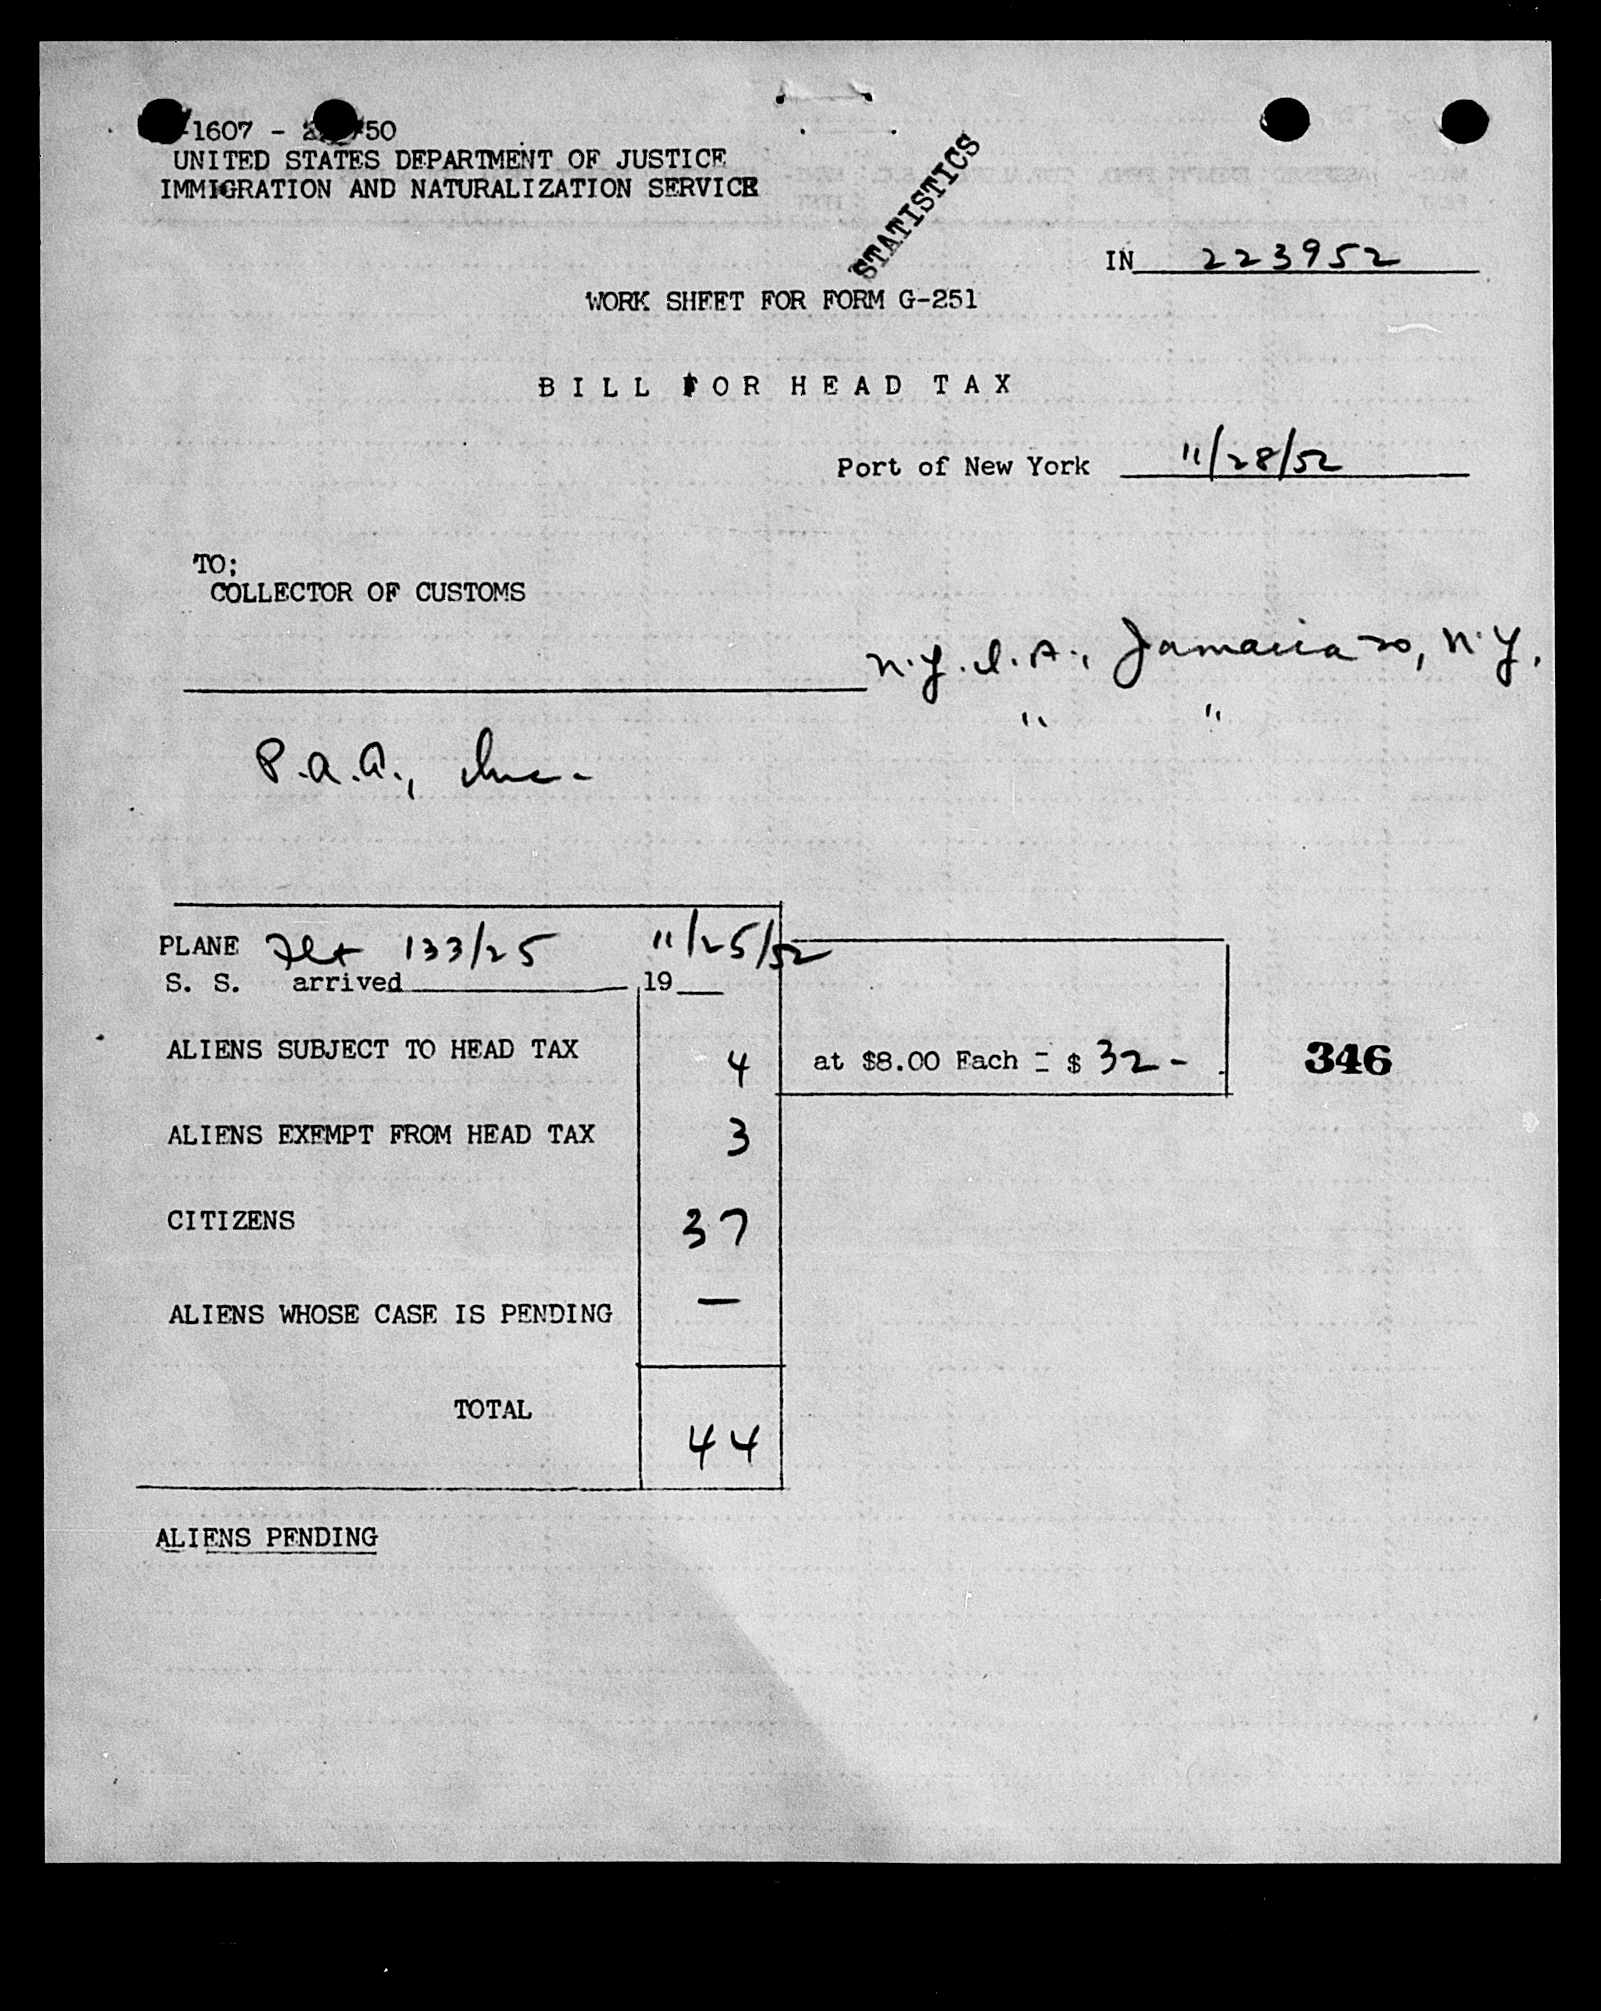 -1607 - 50
UNITED STATES DEPARTMENT OF JUSTICE
IMMIGRATION AND NATURALIZATION SERVICE
STATISTICS
IN 223952
WORK SHEET FOR FORM G-251
BILL FOR HEAD TAX
Port of New York 11/28/52
TO:
COLLECTOR OF CUSTOMS
N.Y.I.A., Jamaica 20, N.Y.
" "
P.A.A., Inc.
PLANE Flt 133/25 11/25/52
S. S. arrived 19
ALIENS SUBJECT TO HEAD TAX 4 at $8.00 Each = $ 32- 346
ALIENS EXEMPT FROM HEAD TAX 3
CITIZENS 37
ALIENS WHOSE CASE IS PENDING —
TOTAL 44
ALIENS PENDING